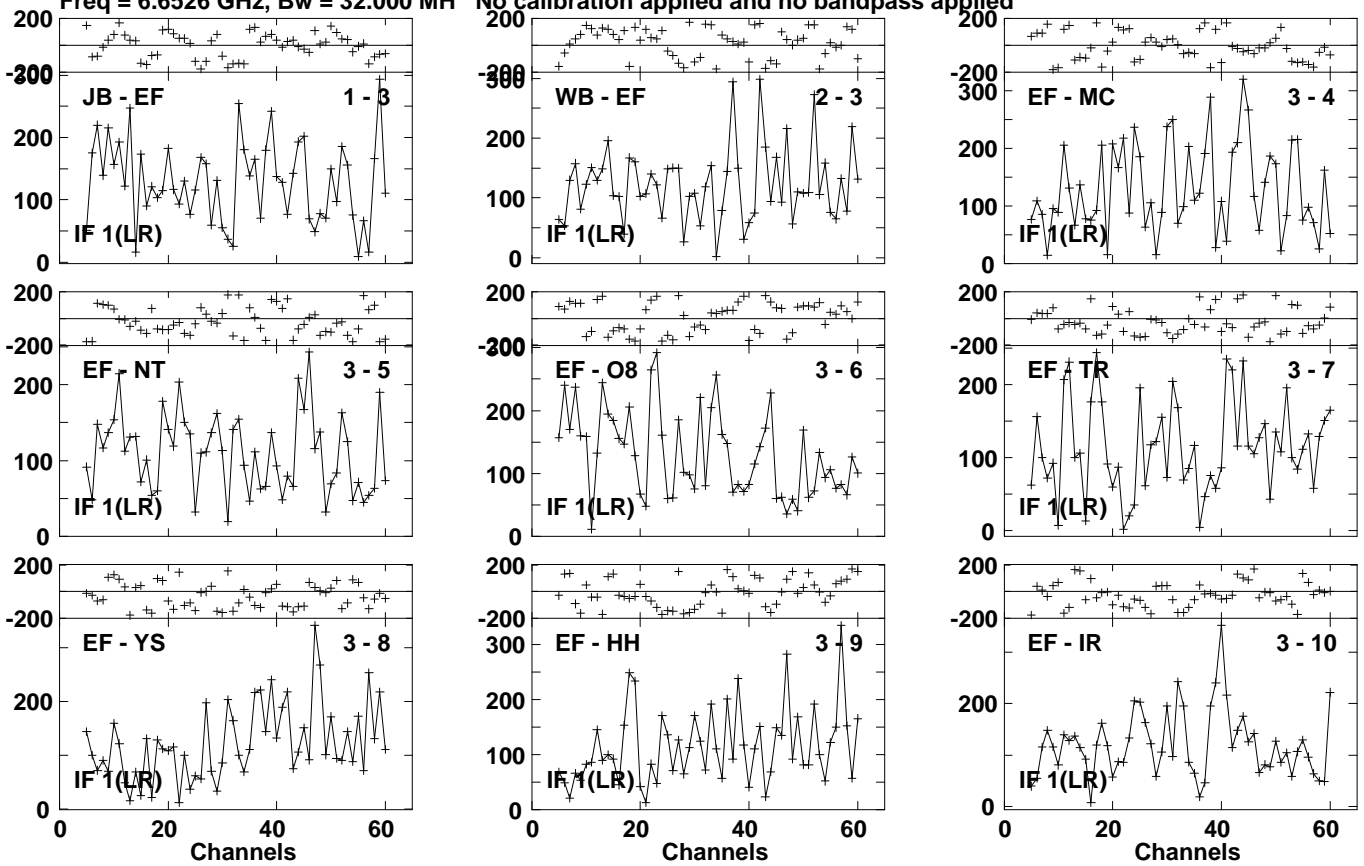 Freq = 6.6526 GHz, Bw = 32.000 MH No calibration applied and no bandpass applied
200
-200
300
JB - EF 1 - 3
200
100
IF 1(LR)
0
200
-200
300
WB - EF 2 - 3
200
100
IF 1(LR)
0
200
-200
300
EF - MC 3 - 4
200
100
IF 1(LR)
0
200
-200
EF - NT 3 - 5
200
100
IF 1(LR)
0
200
-200
300
EF - O8 3 - 6
200
100
IF 1(LR)
0
200
-200
EF - TR 3 - 7
200
100
IF 1(LR)
0
200
-200
EF - YS 3 - 8
200
IF 1(LR)
0
0 20 40 60
Channels
200
-200
EF - HH 3 - 9
300
200
100
IF 1(LR)
0
0 20 40 60
Channels
200
-200
EF - IR 3 - 10
200
IF 1(LR)
0
0 20 40 60
Channels